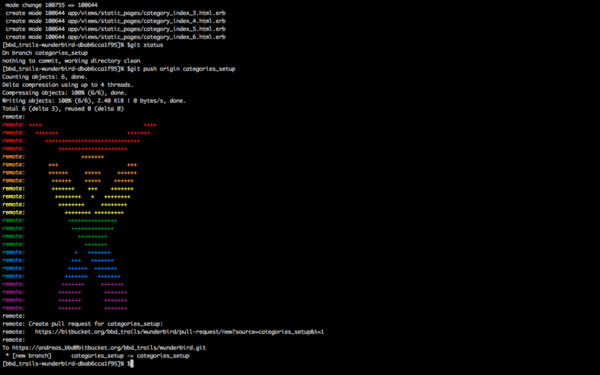 mode change 100755 => 100644
create mode 100644 app/views/static_pages/category_index_3.html.erb
create mode 100644 app/views/static_pages/category_index_4.html.erb
create mode 100644 app/views/static_pages/category_index_5.html.erb
create mode 100644 app/views/static_pages/category_index_6.html.erb
[bbd_trails-wunderbird-dbab6cca1f95]% $git status
On branch categories_setup
nothing to commit, working directory clean
[bbd_trails-wunderbird-dbab6cca1f95]% $git push origin categories_setup
Counting objects: 6, done.
Delta compression using up to 4 threads.
Compressing objects: 100% (6/6), done.
Writing objects: 100% (6/6), 2.40 KiB | 0 bytes/s, done.
Total 6 (delta 3), reused 0 (delta 0)
remote:
remote: ++++ ++++
remote: +++++++ +++++++
remote: +++++++++++++++++++++++++++++
remote: +++++++++++++++++++++
remote: +++++++
remote: +++ +++
remote: ++++++ +++++ ++++++
remote: ++++++ +++++ ++++++
remote: +++++++ +++ +++++++
remote: ++++++++ + ++++++++
remote: ++++++++ ++++++++
remote: ++++++++ +++++++++
remote: +++++++++++++++
remote: +++++++++++++
remote: +++++++++
remote: +++++++
remote: + +++++++
remote: +++ +++++++
remote: ++++++ +++++++
remote: +++++++ +++++++
remote: +++++++ +++++++
remote: +++++++ +++++++
remote: +++++++ +++++++
remote: +++++++ +++++++
remote:
remote: Create pull request for categories_setup:
remote: https://bitbucket.org/bbd_trails/wunderbird/pull-request/new?source=categories_setup&t=1
remote:
To https://andreas_bbd@bitbucket.org/bbd_trails/wunderbird.git
* [new branch] categories_setup -> categories_setup
[bbd_trails-wunderbird-dbab6cca1f95]% $